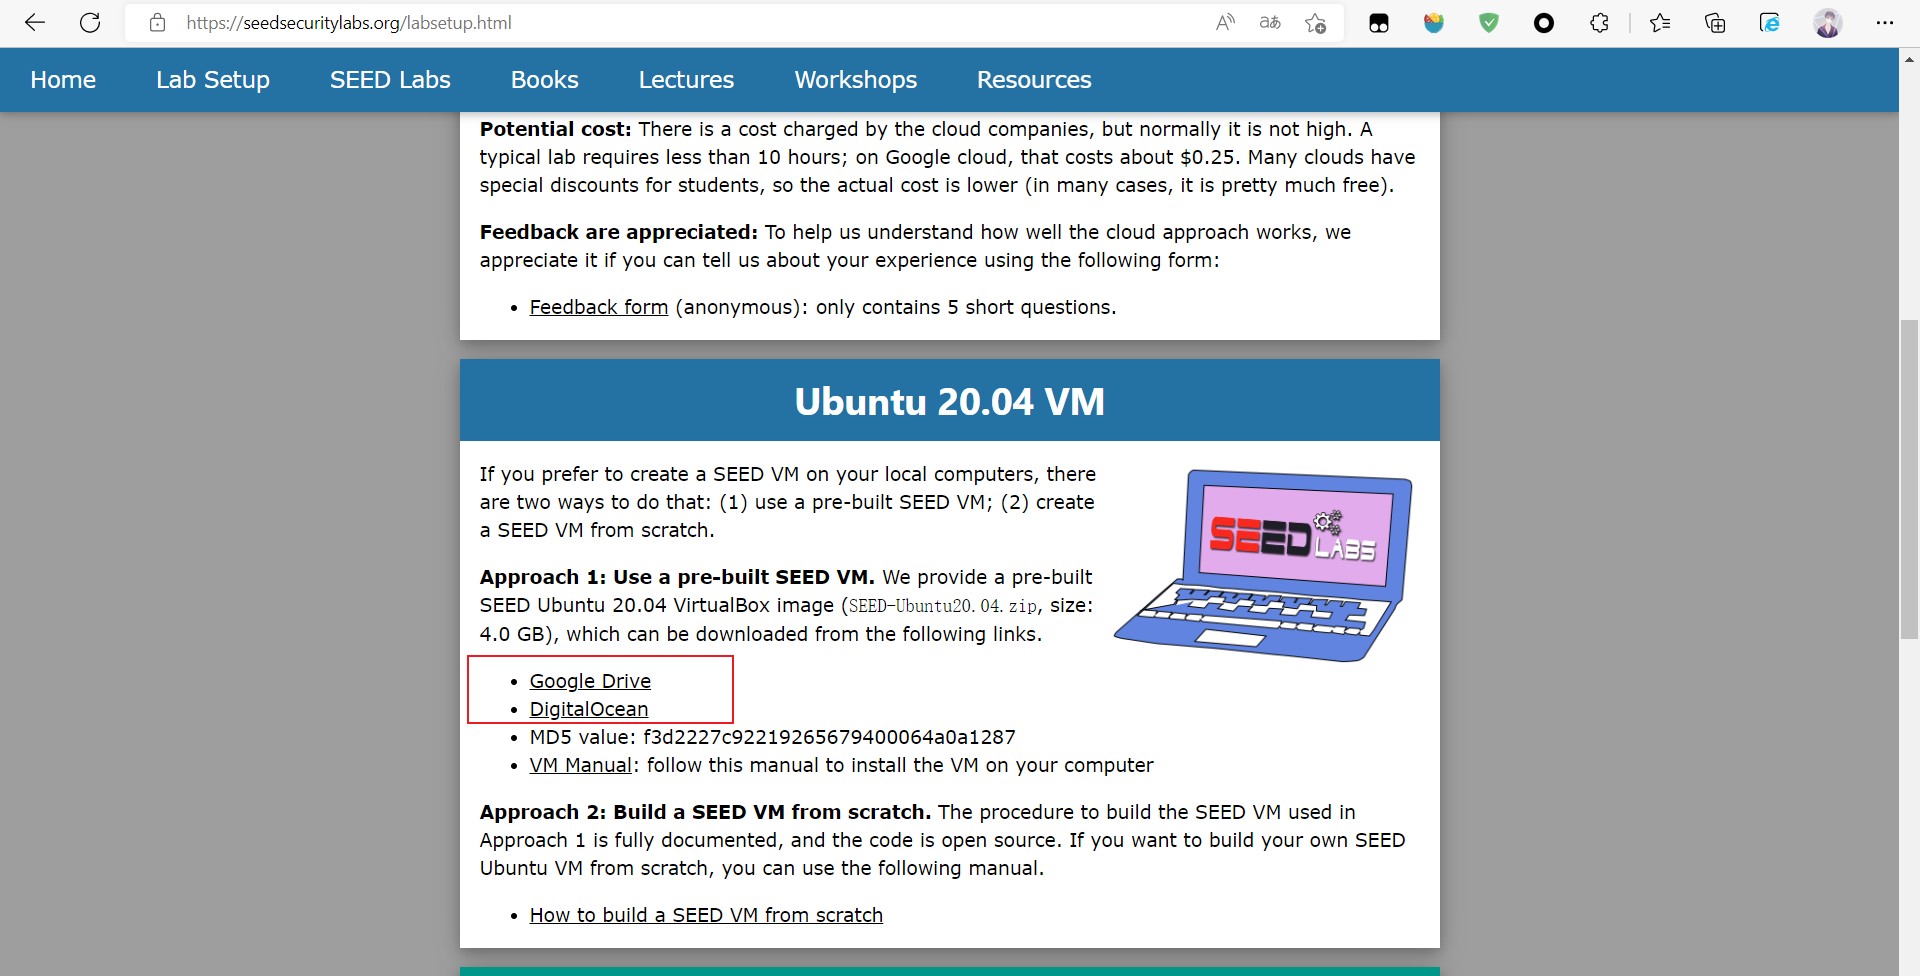 https://seedsecuritylabs.org/labsetup.html
Home Lab Setup SEED Labs Books Lectures Workshops Resources
Potential cost: There is a cost charged by the cloud companies, but normally it is not high. A
typical lab requires less than 10 hours; on Google cloud, that costs about $0.25. Many clouds have
special discounts for students, so the actual cost is lower (in many cases, it is pretty much free).
Feedback are appreciated: To help us understand how well the cloud approach works, we
appreciate it if you can tell us about your experience using the following form:
• Feedback form (anonymous): only contains 5 short questions.
Ubuntu 20.04 VM
If you prefer to create a SEED VM on your local computers, there
are two ways to do that: (1) use a pre-built SEED VM; (2) create
a SEED VM from scratch.
SEED LABS
Approach 1: Use a pre-built SEED VM. We provide a pre-built
SEED Ubuntu 20.04 VirtualBox image (SEED-Ubuntu20.04.zip, size:
4.0 GB), which can be downloaded from the following links.
• Google Drive
• DigitalOcean
• MD5 value: f3d2227c92219265679400064a0a1287
• VM Manual: follow this manual to install the VM on your computer
Approach 2: Build a SEED VM from scratch. The procedure to build the SEED VM used in
Approach 1 is fully documented, and the code is open source. If you want to build your own SEED
Ubuntu VM from scratch, you can use the following manual.
• How to build a SEED VM from scratch